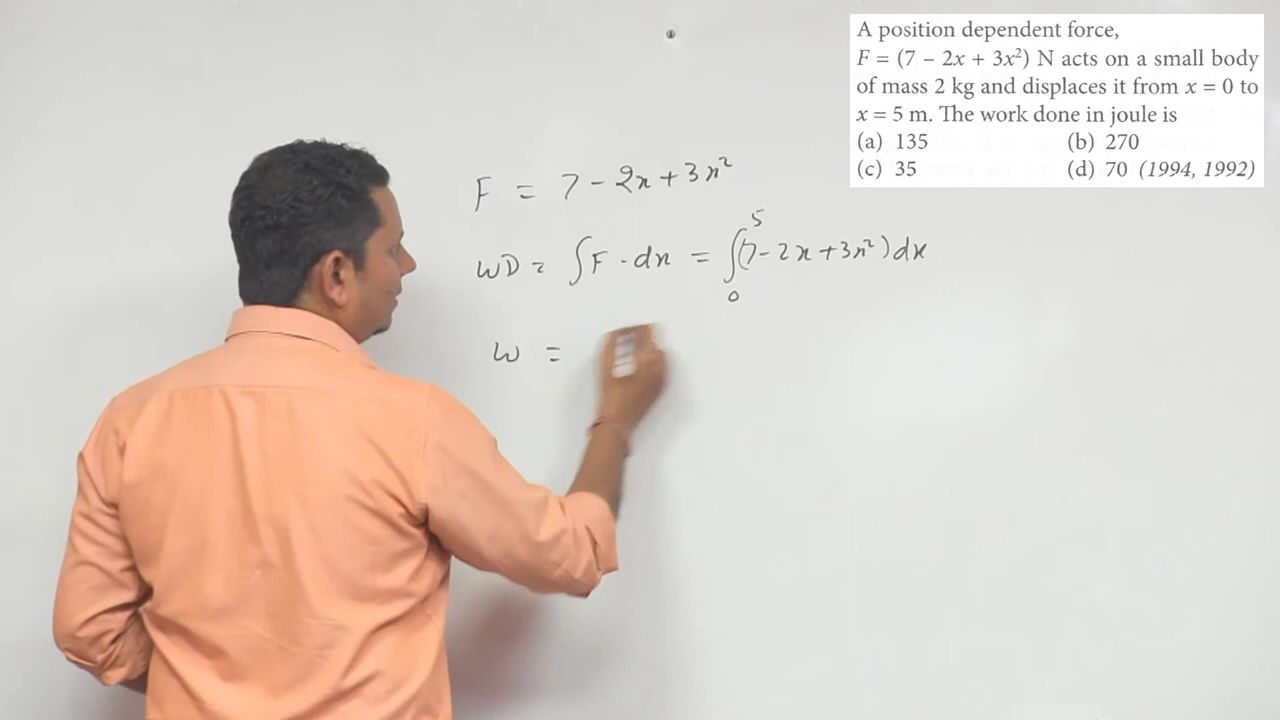 A position dependent force,
F = (7 – 2x + 3x²) N acts on a small body
of mass 2 kg and displaces it from x = 0 to
x = 5 m. The work done in joule is
(a) 135 (b) 270
(c) 35 (d) 70 (1994, 1992)
F = 7 - 2x + 3x²
WD = ∫F · dx = ∫₀⁵(7 - 2x + 3x²) dx
W =